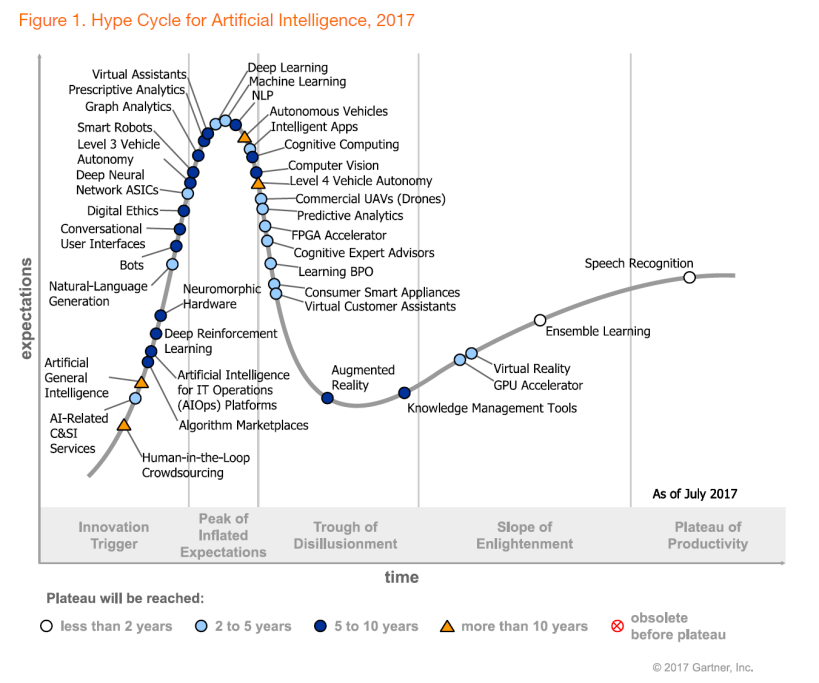 Figure 1. Hype Cycle for Artificial Intelligence, 2017
expectations
Virtual Assistants
Prescriptive Analytics
Graph Analytics
Smart Robots
Level 3 Vehicle
Autonomy
Deep Neural
Network ASICs
Digital Ethics
Conversational
User Interfaces
Bots
Natural-Language
Generation
Artificial
General
Intelligence
AI-Related
C&SI
Services
Neuromorphic
Hardware
Deep Reinforcement
Learning
Artificial Intelligence
for IT Operations
(AIOps) Platforms
Algorithm Marketplaces
Human-in-the-Loop
Crowdsourcing
Deep Learning
Machine Learning
NLP
Autonomous Vehicles
Intelligent Apps
Cognitive Computing
Computer Vision
Level 4 Vehicle Autonomy
Commercial UAVs (Drones)
Predictive Analytics
FPGA Accelerator
Cognitive Expert Advisors
Learning BPO
Consumer Smart Appliances
Virtual Customer Assistants
Augmented
Reality
Knowledge Management Tools
Virtual Reality
GPU Accelerator
Ensemble Learning
Speech Recognition
As of July 2017
Innovation
Trigger
Peak of
Inflated
Expectations
Trough of
Disillusionment
Slope of
Enlightenment
Plateau of
Productivity
time
Plateau will be reached:
less than 2 years
2 to 5 years
5 to 10 years
more than 10 years
obsolete
before plateau
© 2017 Gartner, Inc.